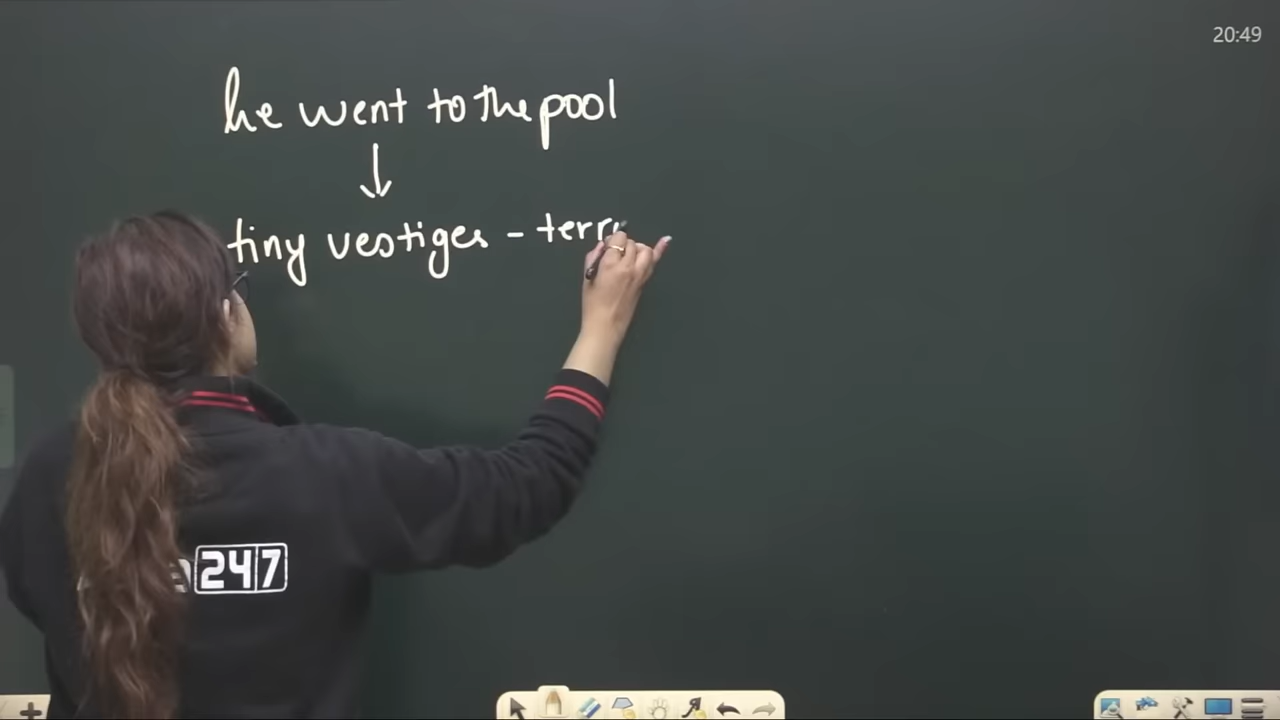 20:49
he went to the pool
tiny vestiges - terr
247